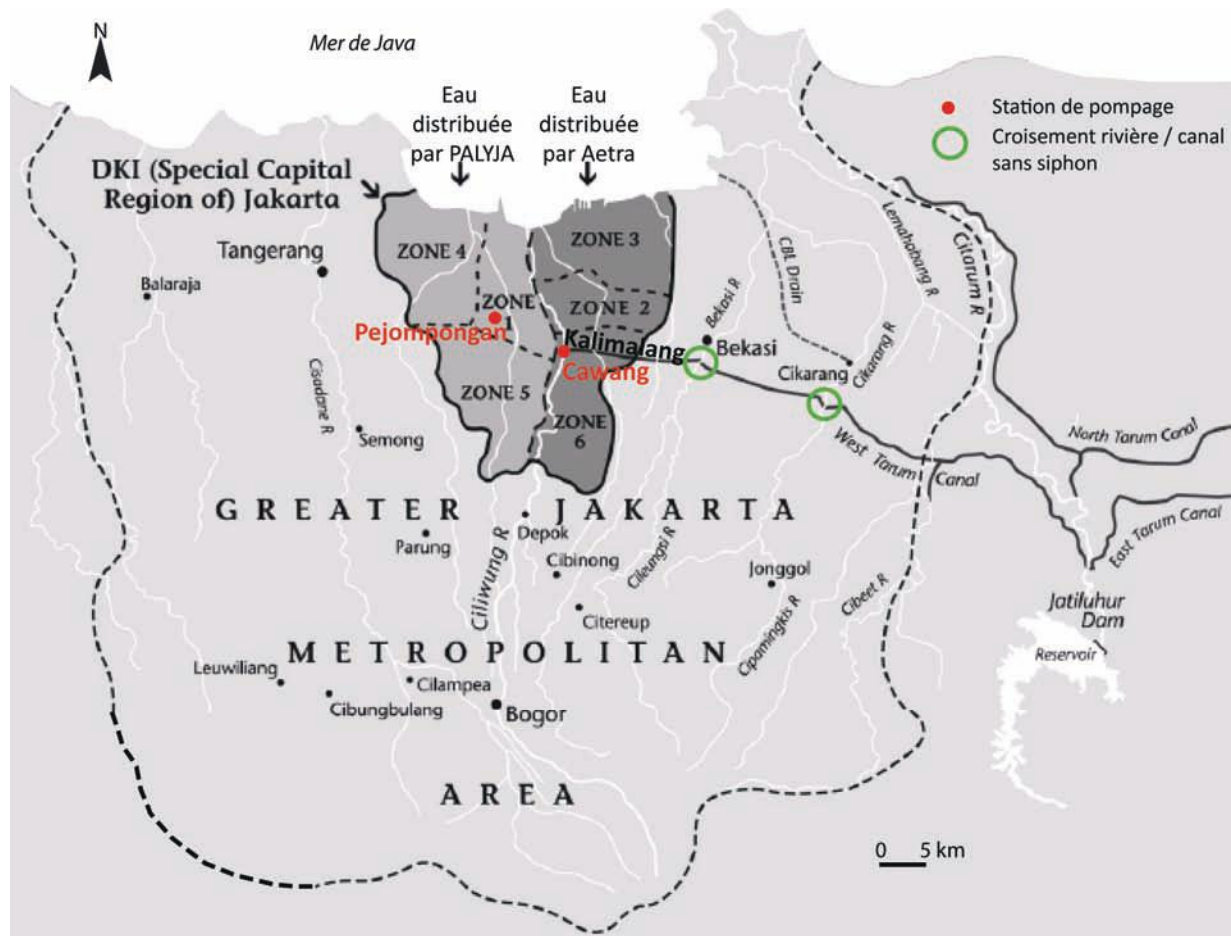 N
Mer de Java
Eau
distribuée
par PALYJA
Eau
distribuée
par Aetra
Station de pompage
Croisement rivière / canal
sans siphon
DKI (Special Capital
Region of) Jakarta
Tangerang
Balaraja
ZONE 4
ZONE 3
ZONE
ZONE 2
Pejompongan
Kalimalang
Cawang
ZONE 5
ZONE
6
Bekasi R
Bekasi
CBL Drain
Cikarang
Cikarang R
Lemahabang R
Citarum R
North Tarum Canal
West Tarum
Canal
East Tarum Canal
Cisadane R
Semong
GREATER JAKARTA
Parung
Depok
Cibinong
Citereup
Ciliwung R
Cileungsi R
Jonggol
Cipamingkis R
Cibeet R
Jatiluhur
Dam
Reservoir
METROPOLITAN
Leuwiliang
Cibungbulang
Cilampea
Bogor
AREA
0 5 km